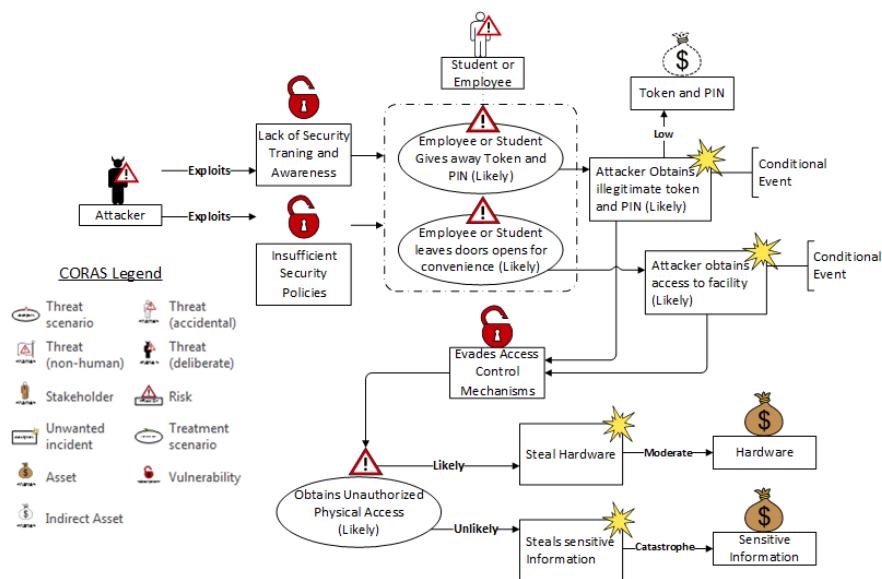 Student or
Employee
Token and PIN
Low
Lack of Security
Traning and
Awareness
Employee or Student
Gives away Token and
PIN (Likely)
Attacker Obtains
illegitimate token
and PIN (Likely)
Conditional
Event
Exploits
Attacker
Exploits
Insufficient
Security
Policies
Employee or Student
leaves doors opens for
convenience (Likely)
Attacker obtains
access to facility
(Likely)
Conditional
Event
CORAS Legend
Threat
scenario
Threat
(accidental)
Threat
(non-human)
Threat
(deliberate)
Stakeholder
Risk
Unwanted
incident
Treatment
scenario
Asset
Vulnerability
Indirect Asset
Evades Access
Control
Mechanisms
Obtains Unauthorized
Physical Access
(Likely)
Likely
Steal Hardware
Moderate
$
Hardware
Unlikely
Steals sensitive
Information
Catastrophe
$
Sensitive
Information